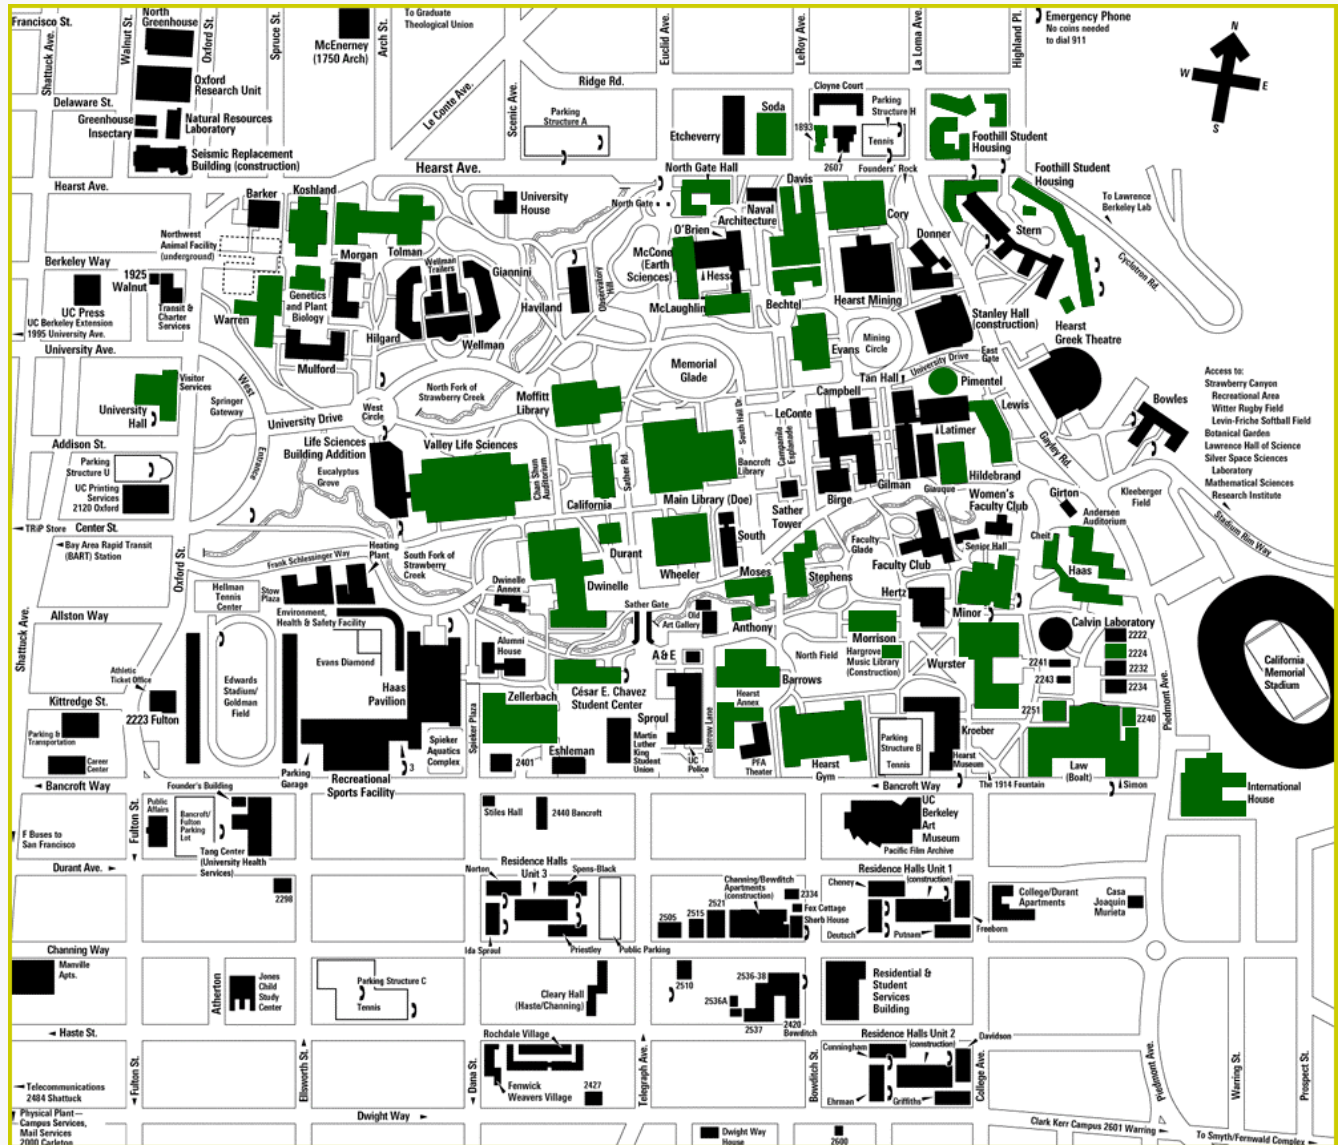 Francisco St.
North
Greenhouse
Shattuck Ave.
Walnut St.
Oxford St.
Spruce St.
McEnerney
(1750 Arch)
Arch St.
To Graduate
Theological Union
Euclid Ave.
LeRoy Ave.
La Loma Ave.
Highland Pl.
Emergency Phone
No coins needed
to dial 911
N
W
E
S
Oxford
Research Unit
Delaware St.
Greenhouse
Insectary
Natural Resources
Laboratory
Seismic Replacement
Building (construction)
Le Conte Ave.
Scenic Ave.
Ridge Rd.
Parking
Structure A
Etcheverry
Soda
Cloyne Court
1893
2607
Parking
Structure H
Tennis
Founders' Rock
Foothill Student
Housing
Foothill Student
Housing
Hearst Ave.
Hearst Ave.
Barker
Koshland
University
House
North Gate
North Gate Hall
Naval
Architecture
Davis
Cory
Donner
Stern
To Lawrence
Berkeley Lab
Cyclotron Rd.
Northwest
Animal Facility
(underground)
Berkeley Way
UC Press
UC Berkeley Extension
1995 University Ave.
1925
Walnut
Transit &
Charter
Services
Warren
Genetics
and Plant
Biology
Morgan
Tolman
Wellman
Trailers
Giannini
Hilgard
Wellman
Mulford
Haviland
Observatory
Hill
O'Brien
McCone
(Earth
Sciences)
Hesse
McLaughlin
Bechtel
Hearst Mining
Stanley Hall
(construction)
Hearst
Greek Theatre
University Ave.
Visitor
Services
University
Hall
West
Springer
Gateway
Entrance
University Drive
West
Circle
North Fork of
Strawberry Creek
Moffitt
Library
Memorial
Glade
Evans
Mining
Circle
University Drive
East
Gate
Tan Hall
Pimentel
Campbell
LeConte
Latimer
Lewis
Hildebrand
Gilman
Giauque
Birge
Gayley Rd.
Bowles
Access to:
Strawberry Canyon
Recreational Area
Witter Rugby Field
Levin-Friche Softball Field
Botanical Garden
Lawrence Hall of Science
Silver Space Sciences
Laboratory
Mathematical Sciences
Research Institute
Addison St.
Parking
Structure U
UC Printing
Services
2120 Oxford
Life Sciences
Building Addition
Eucalyptus
Grove
Valley Life Sciences
Chan Shun
Auditorium
California
Sather Rd.
Main Library (Doe)
South Hall Dr.
Bancroft
Library
Campanile
Esplanade
Sather
Tower
Women's
Faculty Club
Girton
Andersen
Auditorium
Kleeberger
Field
Stadium Rim Way
TRiP Store
Center St.
Bay Area Rapid Transit
(BART) Station
Oxford St.
Frank Schlessinger Way
Heating
Plant
South Fork of
Strawberry
Creek
Durant
Dwinelle
Dwinelle
Annex
Wheeler
South
Moses
Stephens
Faculty
Glade
Faculty Club
Senior Hall
Cheit
Haas
Hellman
Tennis
Center
Stow
Plaza
Environment,
Health & Safety Facility
Allston Way
Shattuck Ave.
Sather Gate
Old
Art Gallery
Anthony
Hertz
Minor
Morrison
Hargrove
Music Library
(Construction)
Calvin Laboratory
2222
2224
2232
2234
2241
2243
2251
2240
California
Memorial
Stadium
Athletic
Ticket Office
Edwards
Stadium/
Goldman
Field
Evans Diamond
Haas
Pavilion
Alumni
House
A & E
North Field
Wurster
Barrows
Kittredge St.
2223 Fulton
Parking &
Transportation
Career
Center
Zellerbach
César E. Chavez
Student Center
Spieker Plaza
Spieker
Aquatics
Complex
3
2401
Eshleman
Sproul
Martin
Luther
King
Student
Union
UC
Police
Barrow Lane
Hearst
Annex
PFA
Theater
Hearst
Gym
Parking
Structure B
Tennis
Kroeber
Hearst
Museum
The 1914 Fountain
Law
(Boalt)
Simon
Piedmont Ave.
International
House
Parking
Garage
Recreational
Sports Facility
Bancroft Way
Bancroft Way
Founder's Building
Public
Affairs
Bancroft/
Fulton
Parking
Lot
Tang Center
(University Health
Services)
F Buses to
San Francisco
Fulton St.
Stiles Hall
2440 Bancroft
UC
Berkeley
Art
Museum
Pacific Film Archive
Durant Ave.
2298
Residence Halls
Unit 3
Norton
Spens-Black
Ida Sproul
Priestley
Public Parking
Channing/Bowditch
Apartments
(construction)
2334
Fox Cottage
Shorb House
2505
2515
2521
Residence Halls Unit 1
(construction)
Cheney
Deutsch
Putnam
Freeborn
College/Durant
Apartments
Casa
Joaquin
Murieta
Channing Way
Manville
Apts.
Atherton
Jones
Child
Study
Center
Parking Structure C
Tennis
Cleary Hall
(Haste/Channing)
2510
2536-38
2536A
2537
2420
Bowditch
Residential &
Student
Services
Building
Haste St.
Rochdale Village
Residence Halls Unit 2
(construction)
Cunningham
Davidson
Ehrman
Griffiths
Fulton St.
Ellsworth St.
Dana St.
Fenwick
Weavers Village
2427
Telegraph Ave.
Bowditch St.
College Ave.
Piedmont Ave.
Piedmont
Warring St.
Prospect St.
Telecommunications
2484 Shattuck
Physical Plant—
Campus Services,
Mail Services
2000 Carleton
Dwight Way
Dwight Way
House
2600
Clark Kerr Campus 2601 Warring
To Smyth/Fernwald Complex